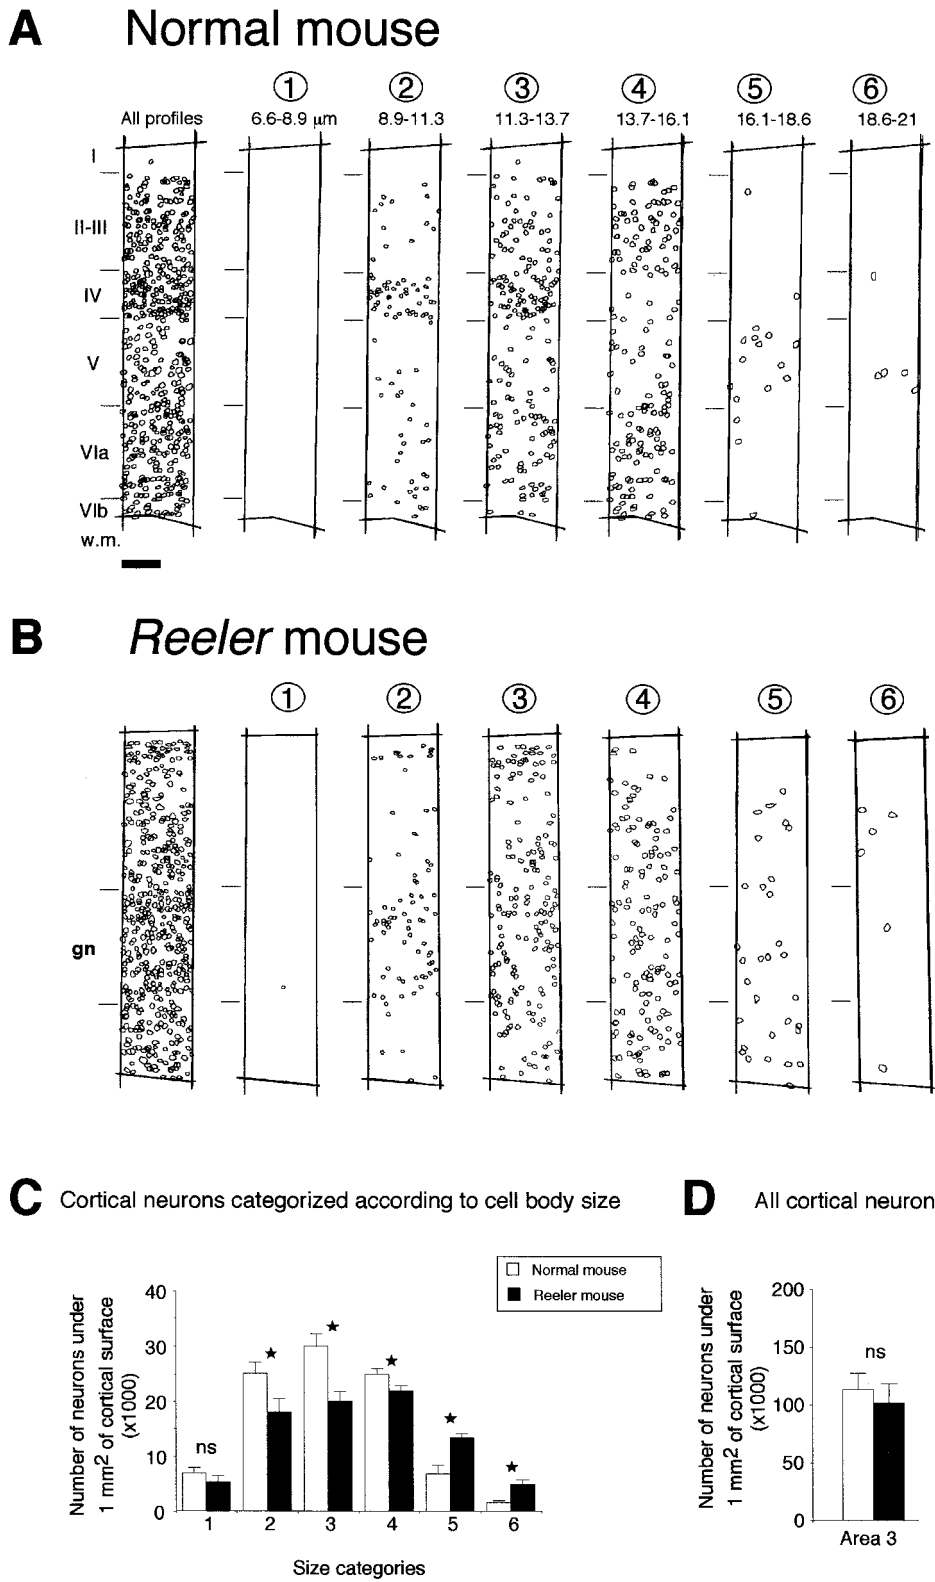 A Normal mouse
① ② ③ ④ ⑤ ⑥
All profiles 6.6-8.9 µm 8.9-11.3 11.3-13.7 13.7-16.1 16.1-18.6 18.6-21
I
II-III
IV
V
VIa
VIb
w.m.
B Reeler mouse
① ② ③ ④ ⑤ ⑥
gn
C Cortical neurons categorized according to cell body size
Normal mouse
Reeler mouse
Number of neurons under
1 mm² of cortical surface
(x1000)
40
30
20
10
0
ns ★ ★ ★ ★ ★
1 2 3 4 5 6
Size categories
D All cortical neuron
Number of neurons under
1 mm² of cortical surface
(x1000)
200
150
100
50
0
ns
Area 3